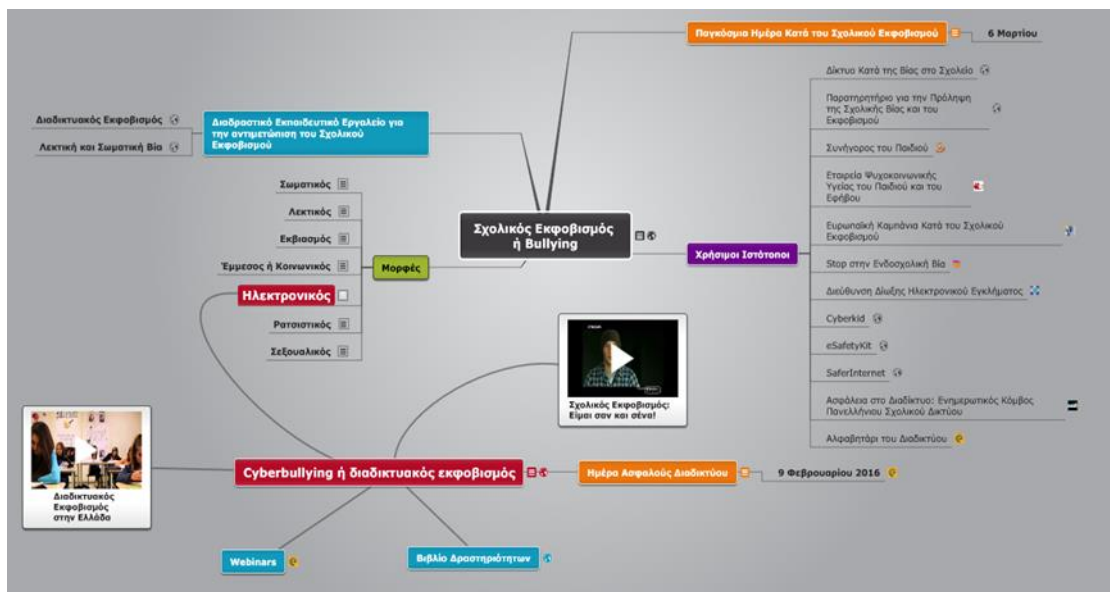 Παγκόσμια Ημέρα Κατά του Σχολικού Εκφοβισμού
6 Μαρτίου
Διαδικτυακός Εκφοβισμός
Λεκτική και Σωματική Βία
Διαδραστικό Εκπαιδευτικό Εργαλείο για
την αντιμετώπιση του Σχολικού
Εκφοβισμού
Σωματικός
Λεκτικός
Εκβιασμός
Έμμεσος ή Κοινωνικός
Ηλεκτρονικός
Ρατσιστικός
Σεξουαλικός
Μορφές
Σχολικός Εκφοβισμός
ή Bullying
Χρήσιμοι Ιστότοποι
Δίκτυο Κατά της Βίας στο Σχολείο
Παρατηρητήριο για την Πρόληψη
της Σχολικής Βίας και του
Εκφοβισμού
Συνήγορος του Παιδιού
Εταιρεία Ψυχοκοινωνικής
Υγείας του Παιδιού και του
Εφήβου
Ευρωπαϊκή Καμπάνια Κατά του Σχολικού
Εκφοβισμού
Stop στην Ενδοσχολική Βία
Διεύθυνση Δίωξης Ηλεκτρονικού Εγκλήματος
Cyberkid
eSafetyKit
SaferInternet
Ασφάλεια στο Διαδίκτυο: Ενημερωτικός Κόμβος
Πανελλήνιου Σχολικού Δικτύου
Αλφαβητάρι του Διαδικτύου
Σχολικός Εκφοβισμός:
Είμαι σαν και σένα!
Διαδικτυακός
Εκφοβισμός
στην Ελλάδα
Cyberbullying ή διαδικτυακός εκφοβισμός
Ημέρα Ασφαλούς Διαδικτύου
9 Φεβρουαρίου 2016
Webinars
Βιβλίο Δραστηριότητων